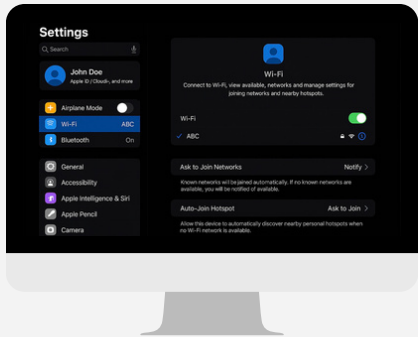 Settings
Search
John Doe
Apple ID /Cloud+, and more
Airplane Mode
Wi-Fi ABC
Bluetooth On
General
Accessibility
Apple Intelligence & Siri
Apple Pencil
Camera
Wi-Fi
Connect to Wi-Fi, view available, networks and manage settings for
joining networks and nearby hotspots.
Wi-Fi
ABC
Ask to Join Networks Notify
Known networks will be joined automatically. If no known networks are
available, you will be notified of available.
Auto-Join Hotspot Ask to Join
Allow this device to automatically discover nearby personal hotspots when
no Wi-Fi network is available.